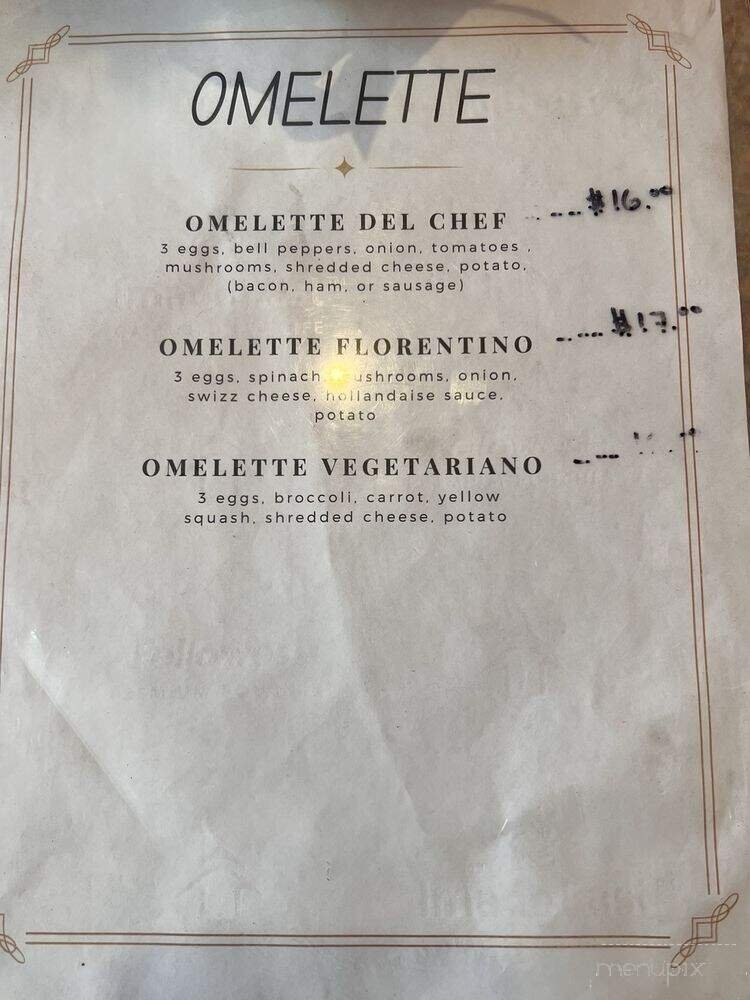 OMELETTE
OMELETTE DEL CHEF ---- $16.00
3 eggs, bell peppers, onion, tomatoes ,
mushrooms, shredded cheese, potato,
(bacon, ham, or sausage)
OMELETTE FLORENTINO ---- $17.00
3 eggs, spinach, mushrooms, onion,
swizz cheese, hollandaise sauce,
potato
OMELETTE VEGETARIANO ----
3 eggs, broccoli, carrot, yellow
squash, shredded cheese, potato
menupix